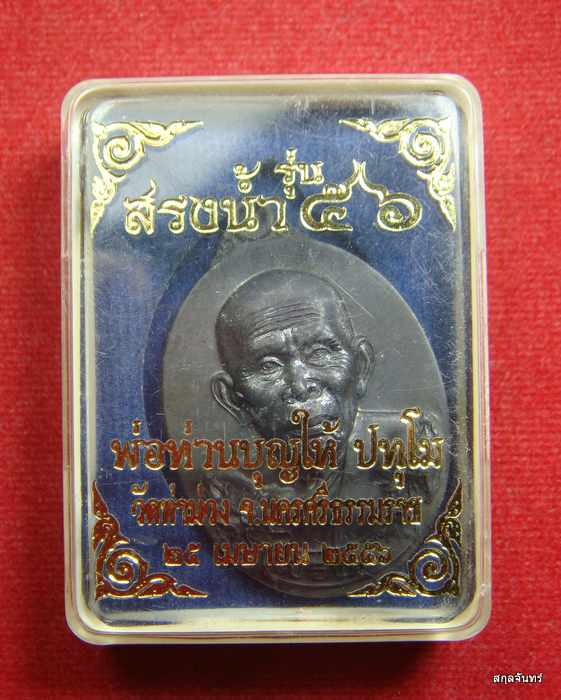 รุ่น
สรงน้ำ ๕๖
พ่อท่านบุญให้ ปทุโม
วัดท่าม่วง จ.นครศรีธรรมราช
๒๕ เมษายน ๒๕๕๖
สกุลจันทร์